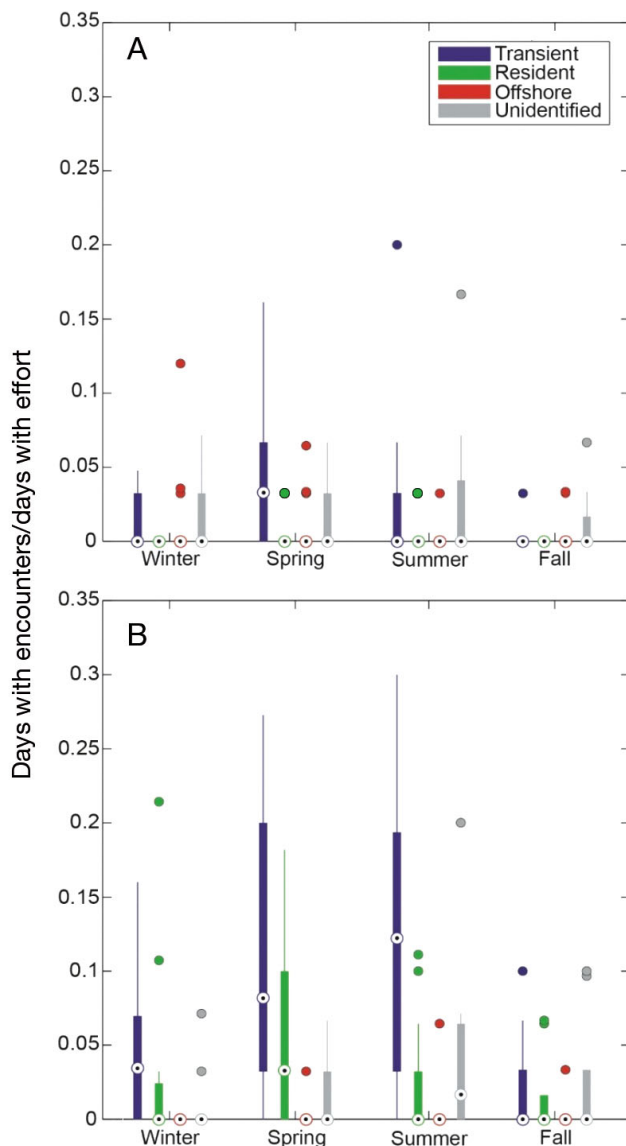 0.35
A
Transient
Resident
Offshore
Unidentified
0.3
0.25
0.2
0.15
0.1
0.05
0
Winter Spring Summer Fall
Days with encounters/days with effort
0.35
B
0.3
0.25
0.2
0.15
0.1
0.05
0
Winter Spring Summer Fall